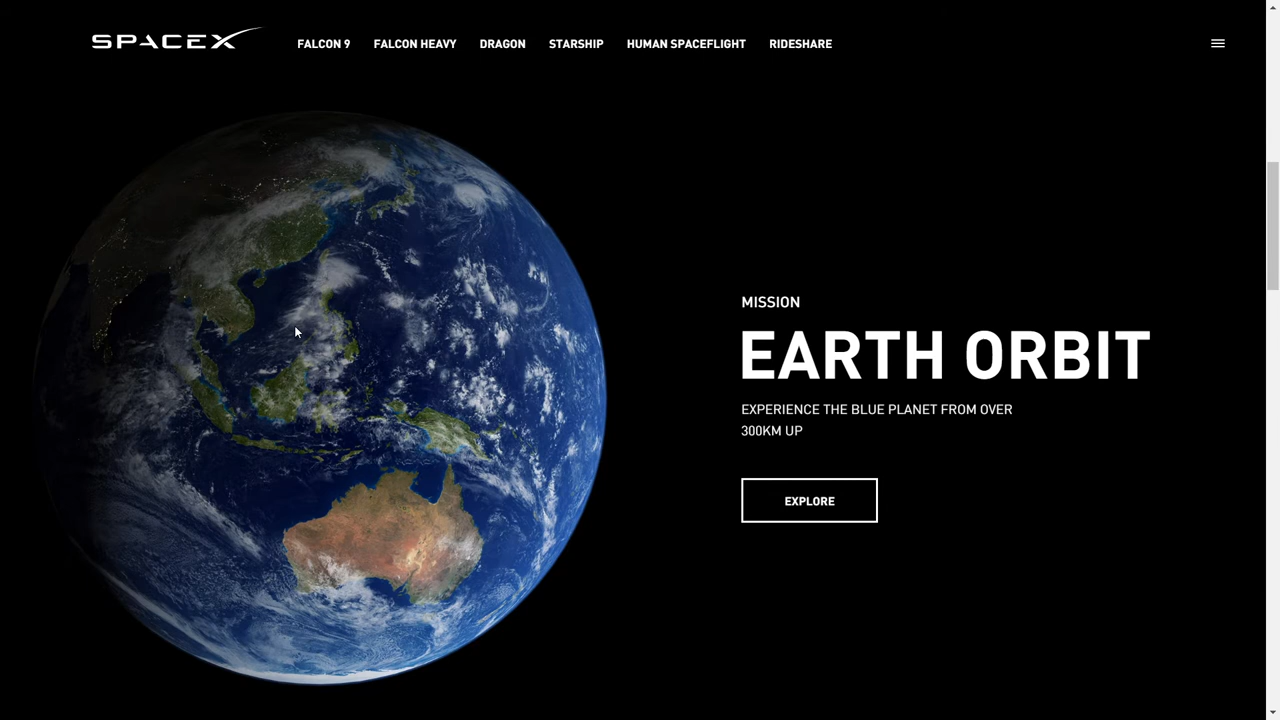 SPACEX
FALCON 9
FALCON HEAVY
DRAGON
STARSHIP
HUMAN SPACEFLIGHT
RIDESHARE
MISSION
EARTH ORBIT
EXPERIENCE THE BLUE PLANET FROM OVER
300KM UP
EXPLORE